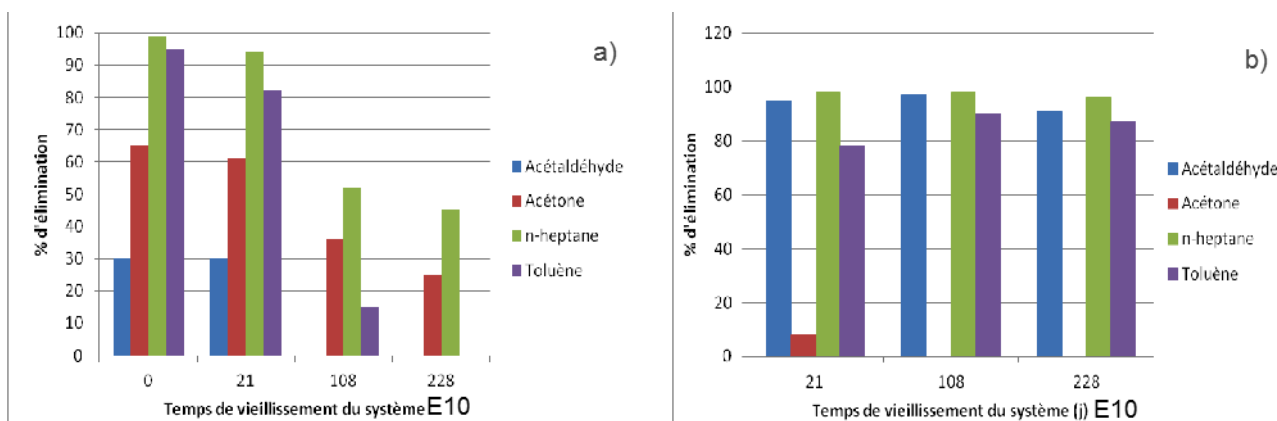 a)
% d'élimination
100
90
80
70
60
50
40
30
20
10
0
0 21 108 228
Temps de vieillissement du système E10
Acétaldéhyde
Acétone
n-heptane
Toluène
b)
% d'élimination
120
100
80
60
40
20
0
21 108 228
Temps de vieillissement du système (j) E10
Acétaldéhyde
Acétone
n-heptane
Toluène